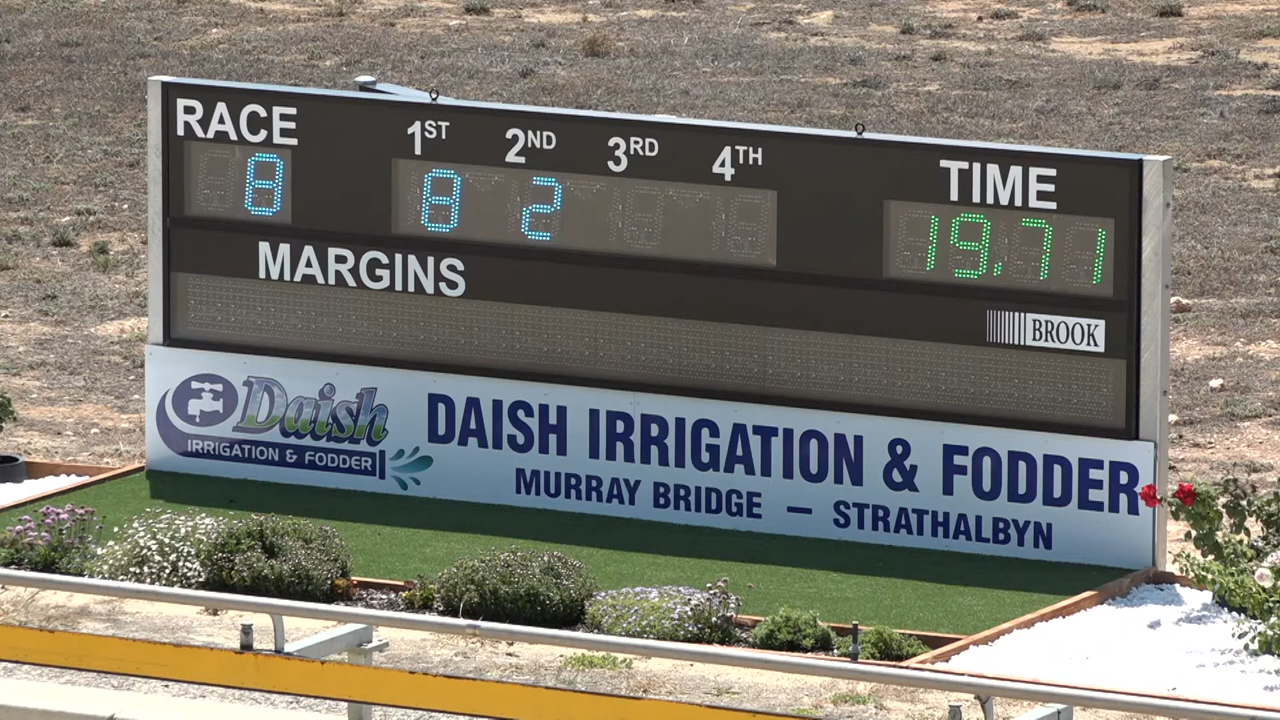 RACE 1ST 2ND 3RD 4TH TIME
8 8 2 19.71
MARGINS
BROOK
Daish
IRRIGATION & FODDER
DAISH IRRIGATION & FODDER
MURRAY BRIDGE – STRATHALBYN